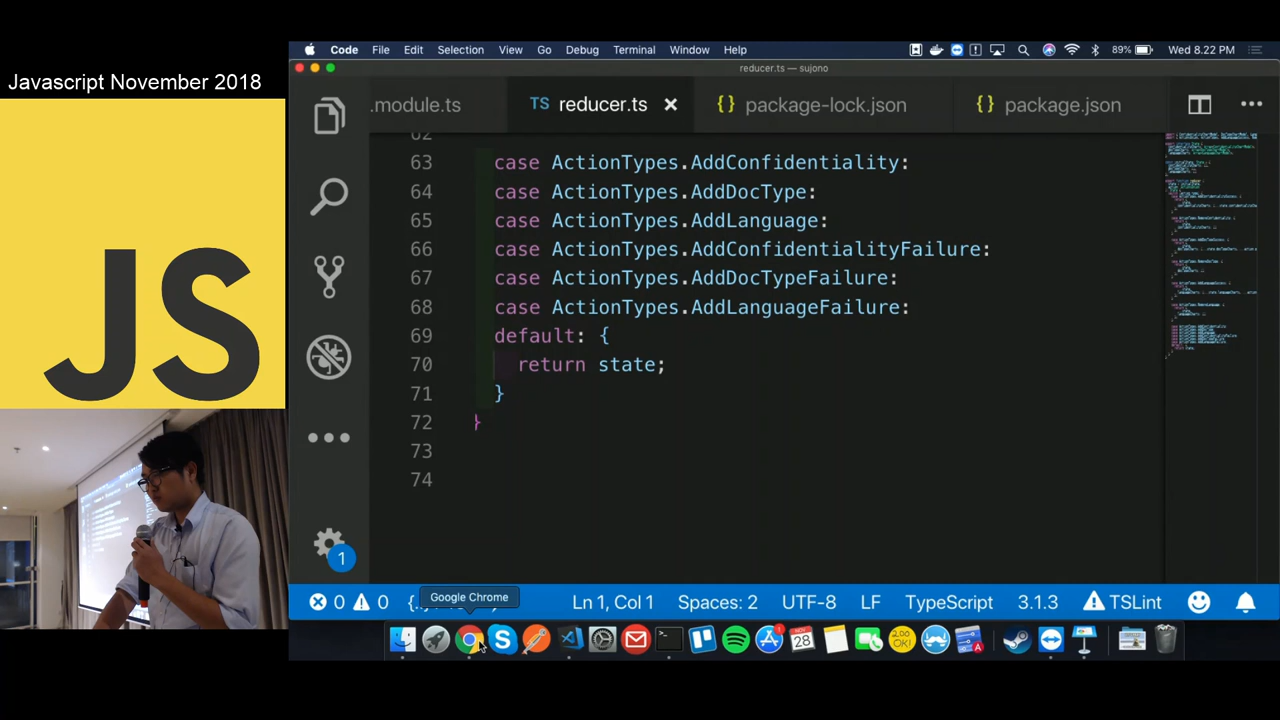 Javascript November 2018
JS
Code File Edit Selection View Go Debug Terminal Window Help
89% Wed 8.22 PM
reducer.ts — sujono
.module.ts
TS reducer.ts
{} package-lock.json
{} package.json
62
63 case ActionTypes.AddConfidentiality:
64 case ActionTypes.AddDocType:
65 case ActionTypes.AddLanguage:
66 case ActionTypes.AddConfidentialityFailure:
67 case ActionTypes.AddDocTypeFailure:
68 case ActionTypes.AddLanguageFailure:
69 default: {
70 return state;
71 }
72 }
73
74
1
Google Chrome
0 0 Ln 1, Col 1 Spaces: 2 UTF-8 LF TypeScript 3.1.3 TSLint
28
200 OK!